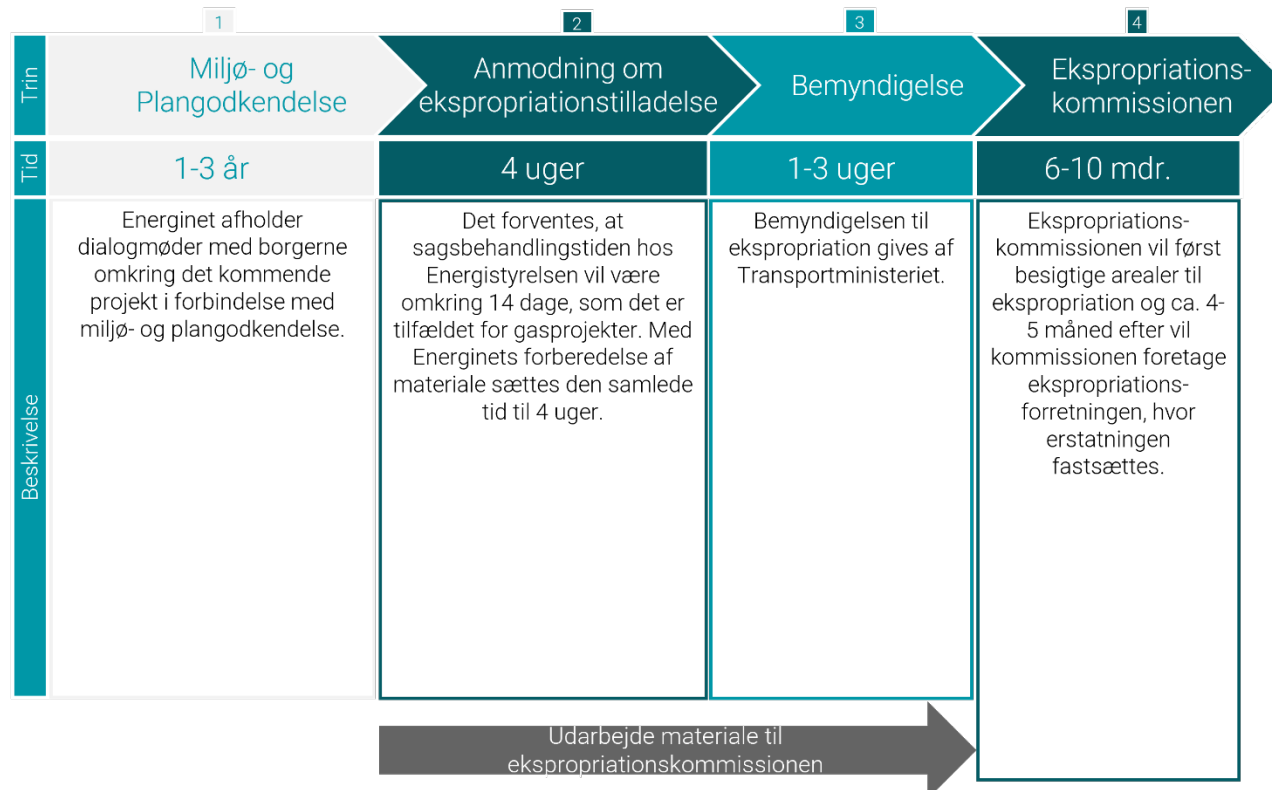 1
2
3
4
Trin
Miljø- og
Plangodkendelse
Anmodning om
ekspropriationstilladelse
Bemyndigelse
Ekspropriations-
kommissionen
Tid
1-3 år
4 uger
1-3 uger
6-10 mdr.
Beskrivelse
Energinet afholder
dialogmøder med borgerne
omkring det kommende
projekt i forbindelse med
miljø- og plangodkendelse.
Det forventes, at
sagsbehandlingstiden hos
Energistyrelsen vil være
omkring 14 dage, som det er
tilfældet for gasprojekter. Med
Energinets forberedelse af
materiale sættes den samlede
tid til 4 uger.
Bemyndigelsen til
ekspropriation gives af
Transportministeriet.
Ekspropriations-
kommissionen vil først
besigtige arealer til
ekspropriation og ca. 4-
5 måned efter vil
kommissionen foretage
ekspropriations-
forretningen, hvor
erstatningen
fastsættes.
Udarbejde materiale til
ekspropriationskommissionen